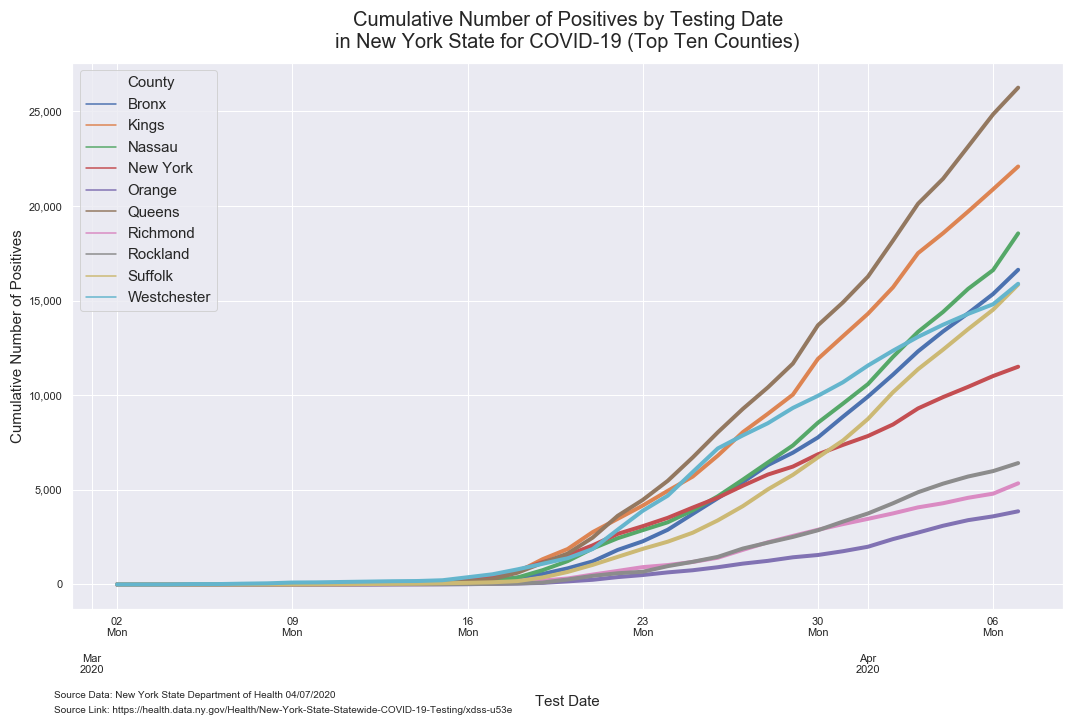 Cumulative Number of Positives by Testing Date
in New York State for COVID-19 (Top Ten Counties)
County
Bronx
Kings
Nassau
New York
Orange
Queens
Richmond
Rockland
Suffolk
Westchester
Cumulative Number of Positives
25,000
20,000
15,000
10,000
5,000
0
02 09 16 23 30 06
Mon Mon Mon Mon Mon Mon
Mar Apr
2020 2020
Test Date
Source Data: New York State Department of Health 04/07/2020
Source Link: https://health.data.ny.gov/Health/New-York-State-Statewide-COVID-19-Testing/xdss-u53e